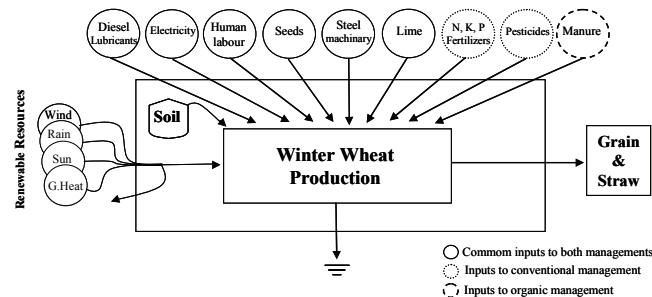 Diesel
Lubricants
Electricity
Human
labour
Seeds
Steel
machinary
Lime
N, K, P
Fertilizers
Pesticides
Manure
Renewable Resources
Wind
Rain
Sun
G.Heat
Soil
Winter Wheat
Production
Grain
&
Straw
Commom inputs to both managements
Inputs to conventional management
Inputs to organic management